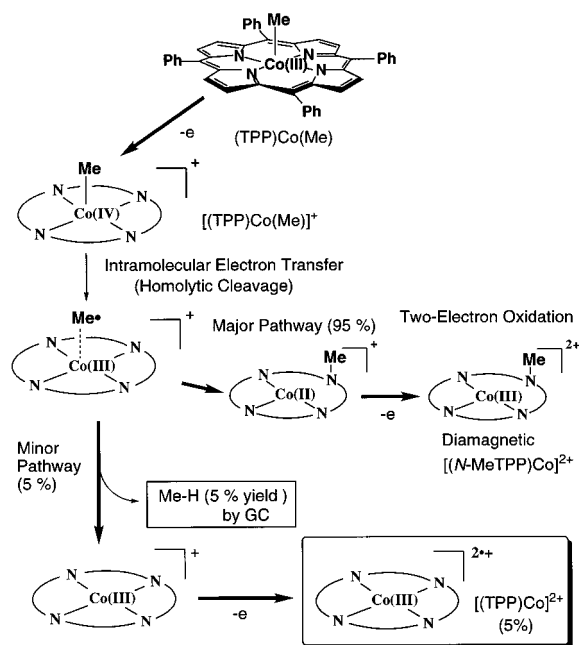 Me
Ph
Ph
N
N
Co(III)
N
N
Ph
Ph
(TPP)Co(Me)
-e
Me
+
N
N
Co(IV)
N
N
[(TPP)Co(Me)]+
Intramolecular Electron Transfer
(Homolytic Cleavage)
Me•
+
N
N
Co(III)
N
N
Major Pathway (95 %)
Me
+
N
N
Co(II)
N
N
-e
Two-Electron Oxidation
Me
2+
N
N
Co(III)
N
N
Diamagnetic
[(N-MeTPP)Co]2+
Minor
Pathway
(5 %)
Me-H (5 % yield )
by GC
+
N
N
Co(III)
N
N
-e
2•+
N
N
Co(III)
N
N
[(TPP)Co]2+
(5%)